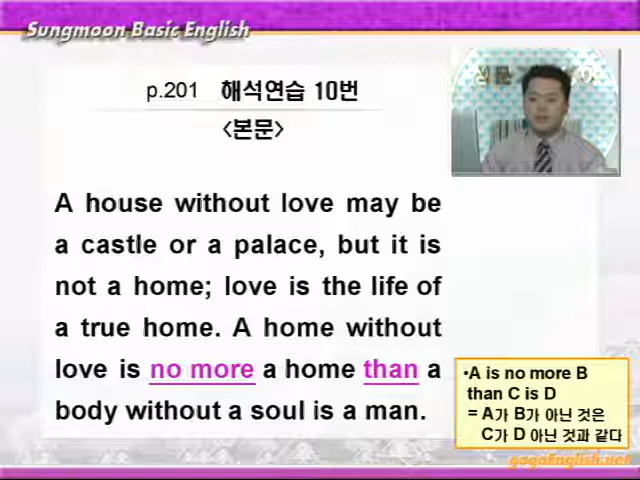 Sungmoon Basic English
p.201 해석연습 10번
<본문>
성문
A house without love may be
a castle or a palace, but it is
not a home; love is the life of
a true home. A home without
love is no more a home than a
body without a soul is a man.
•A is no more B
than C is D
= A가 B가 아닌 것은
C가 D 아닌 것과 같다
gogoEnglish.net